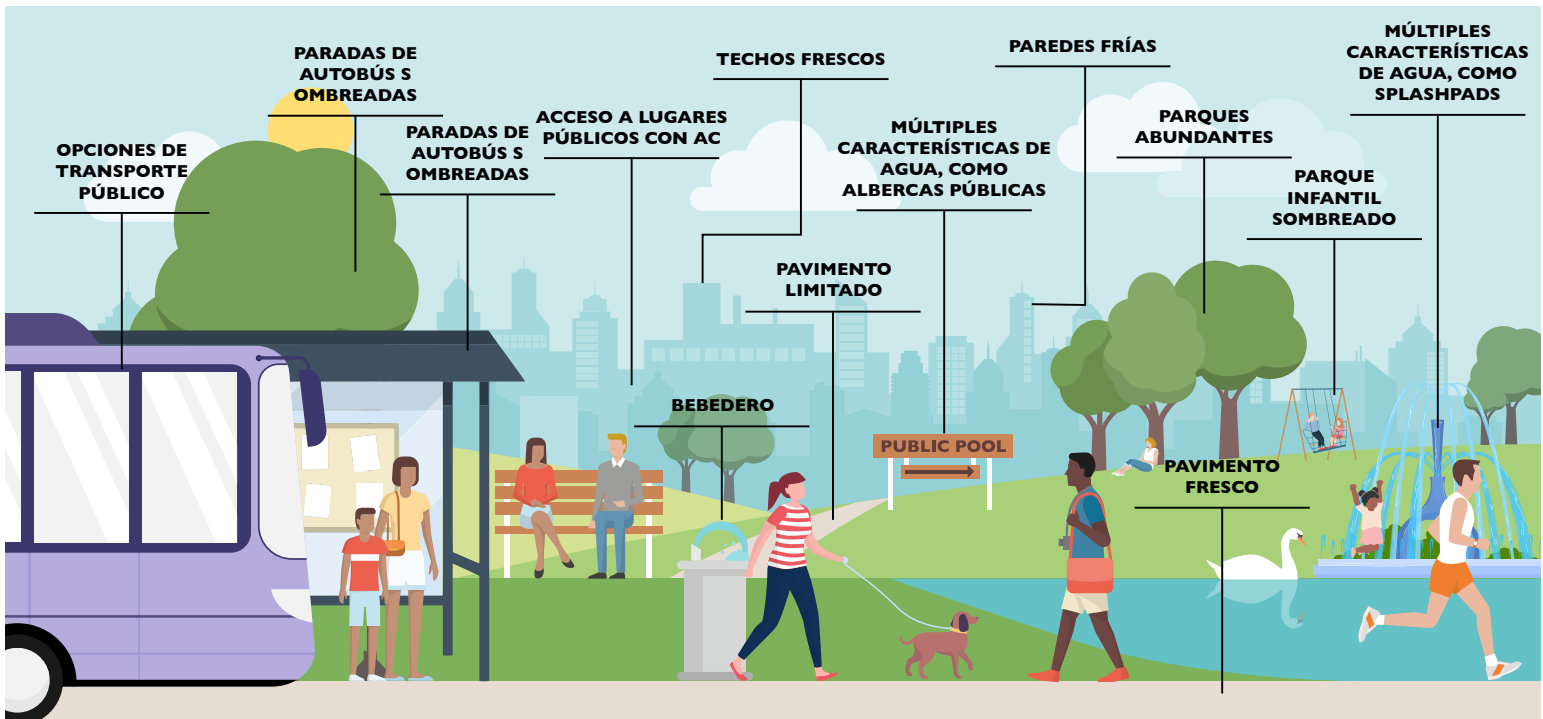 PARADAS DE
AUTOBÚS S
OMBREADAS
OPCIONES DE
TRANSPORTE
PÚBLICO
PARADAS DE
AUTOBÚS S
OMBREADAS
ACCESO A LUGARES
PÚBLICOS CON AC
TECHOS FRESCOS
MÚLTIPLES
CARACTERÍSTICAS DE
AGUA, COMO
ALBERCAS PÚBLICAS
PAREDES FRÍAS
PARQUES
ABUNDANTES
MÚLTIPLES
CARACTERÍSTICAS
DE AGUA, COMO
SPLASHPADS
PARQUE
INFANTIL
SOMBREADO
PAVIMENTO
LIMITADO
BEBEDERO
PUBLIC POOL
PAVIMENTO
FRESCO